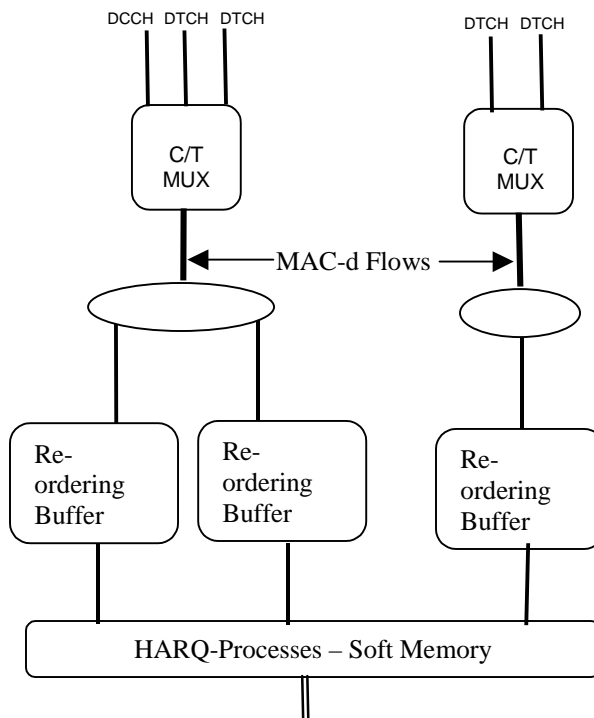 DCCH DTCH DTCH
DTCH DTCH
C/T
MUX
C/T
MUX
MAC-d Flows
Re-
ordering
Buffer
Re-
ordering
Buffer
Re-
ordering
Buffer
HARQ-Processes – Soft Memory